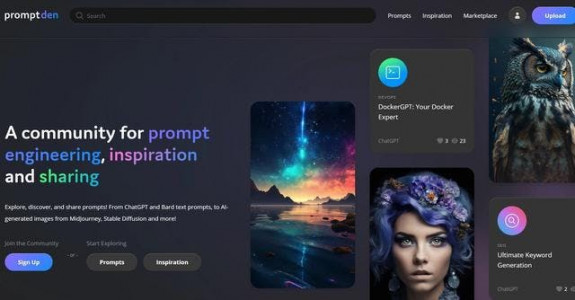 promptden
Search
Prompts
Inspiration
Marketplace
Upload
A community for prompt
engineering, inspiration
and sharing
Explore, discover, and share prompts! From ChatGPT and Bard text prompts, to AI-
generated images from Midjourney, Stable Diffusion and more!
Join the Community
Start Exploring
- or -
Sign Up
Prompts
Inspiration
DockerGPT: Your Docker
Expert
ChatGPT
3
23
SEO
Ultimate Keyword
Generation
ChatGPT
2